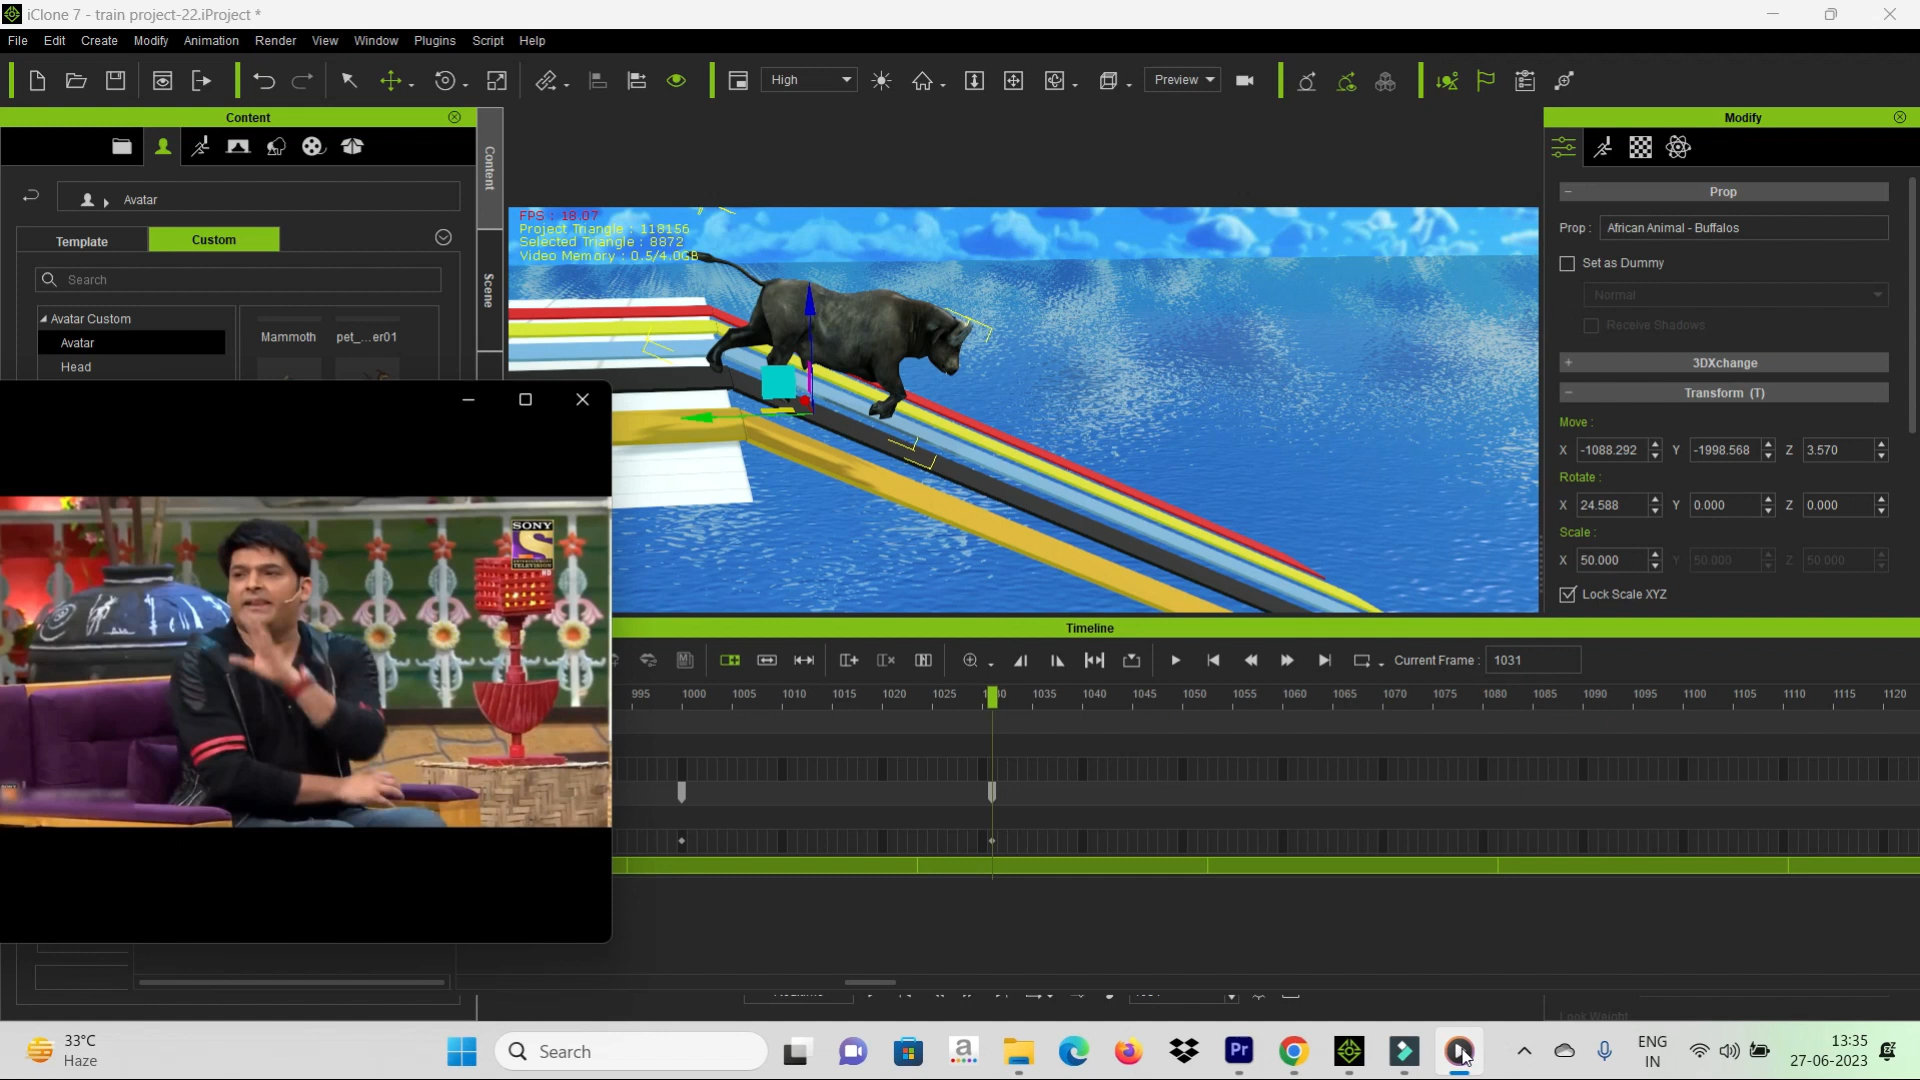 iClone 7 - train project-22.iProject *
File Edit Create Modify Animation Render View Window Plugins Script Help
High
Preview
Content
Modify
Content
Scene
Avatar
Template
Custom
Search
Avatar Custom
Avatar
Head
Mammoth
pet_...er01
FPS : 18.07
Project Triangle : 118156
Selected Triangle : 8872
Video Memory : 0.5/4.0GB
Prop
Prop : African Animal - Buffalos
Set as Dummy
Normal
Receive Shadows
3DXchange
Transform (T)
Move :
X -1088.292 Y -1998.568 Z 3.570
Rotate :
X 24.588 Y 0.000 Z 0.000
Scale :
X 50.000 Y 50.000 Z 50.000
Lock Scale XYZ
SONY
S
Timeline
Current Frame : 1031
995 1000 1005 1010 1015 1020 1025 1035 1040 1045 1050 1055 1060 1065 1070 1075 1080 1085 1090 1095 1100 1105 1110 1115 1120
33°C
Haze
Search
a
Pr
ENG
IN
13:35
27-06-2023